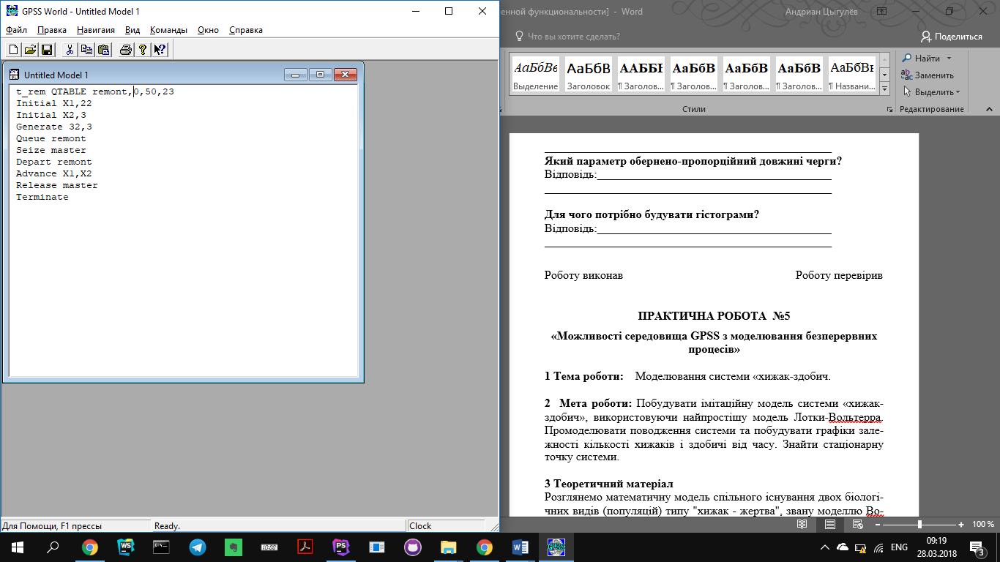 GPSS World - Untitled Model 1
Файл Правка Навигаия Вид Команды Окно Справка
Untitled Model 1
t_rem QTABLE remont,0,50,23
Initial X1,22
Initial X2,3
Generate 32,3
Queue remont
Seize master
Depart remont
Advance X1,X2
Release master
Terminate
Для Помощи, F1 прессы Ready. Clock
енной функциональности] - Word Андриан Цыгулёв
Что вы хотите сделать? Поделиться
АаБбВв АаБбВ ААББЕ АаБбВ АаБбВ АаБбВ АаБбВвІ
Выделение Заголовок ¶ Заголов... ¶ Заголов... ¶ Заголов... ¶ Заголов... ¶ Названи...
Найти
Заменить
Выделить
Стили Редактирование
Який параметр обернено-пропорційний довжині черги?
Відповідь:
Для чого потрібно будувати гістограми?
Відповідь:
Роботу виконав Роботу перевірив
ПРАКТИЧНА РОБОТА №5
«Можливості середовища GPSS з моделювання безперервних
процесів»
1 Тема роботи: Моделювання системи «хижак-здобич.
2 Мета роботи: Побудувати імітаційну модель системи «хижак-
здобич», використовуючи найпростішу модель Лотки-Вольтерра.
Промоделювати поводження системи та побудувати графіки зале-
жності кількості хижаків і здобичі від часу. Знайти стаціонарну
точку системи.
3 Теоретичний матеріал
Розглянемо математичну модель спільного існування двох біологі-
чних видів (популяцій) типу "хижак - жертва", звану моделлю Во-
100 %
WS PS ENG 09:19
28.03.2018 3